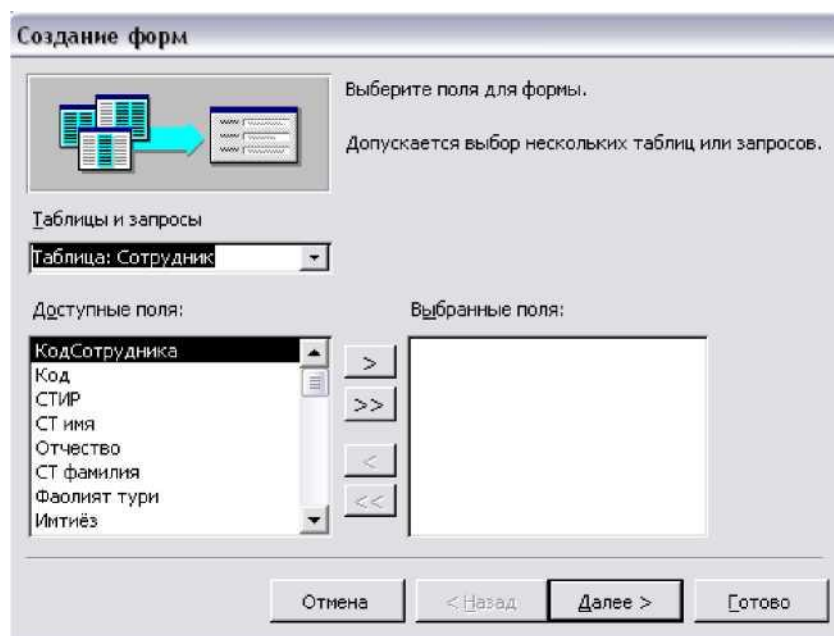 Создание форм
Выберите поля для формы.
Допускается выбор нескольких таблиц или запросов.
Таблицы и запросы
Таблица: Сотрудник
Доступные поля:
Выбранные поля:
КодСотрудника
Код
СТИР
СТ имя
Отчество
СТ фамилия
Фаолият тури
Имтиёз
>
>>
<
<<
Отмена
< Назад
Далее >
Готово